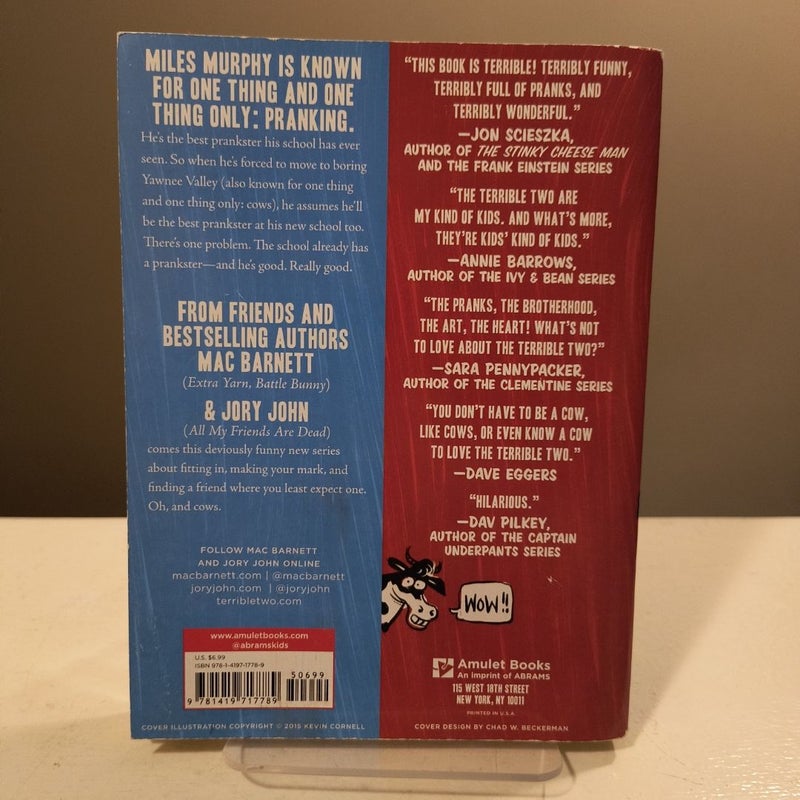 MILES MURPHY IS KNOWN
FOR ONE THING AND ONE
THING ONLY: PRANKING.
He's the best prankster his school has ever
seen. So when he's forced to move to boring
Yawnee Valley (also known for one thing
and one thing only: cows), he assumes he'll
be the best prankster at his new school too.
There's one problem. The school already has
a prankster—and he's good. Really good.
FROM FRIENDS AND
BESTSELLING AUTHORS
MAC BARNETT
(Extra Yarn, Battle Bunny)
& JORY JOHN
(All My Friends Are Dead)
comes this deviously funny new series
about fitting in, making your mark, and
finding a friend where you least expect one.
Oh, and cows.
FOLLOW MAC BARNETT
AND JORY JOHN ONLINE
macbarnett.com | @macbarnett
joryjohn.com | @joryjohn
terribletwo.com
www.amuletbooks.com
@abramskids
U.S. $6.99
ISBN 978-1-4197-1778-9
50699
9 781419 717789
COVER ILLUSTRATION COPYRIGHT © 2015 KEVIN CORNELL
"THIS BOOK IS TERRIBLE! TERRIBLY FUNNY,
TERRIBLY FULL OF PRANKS, AND
TERRIBLY WONDERFUL."
—JON SCIESZKA,
AUTHOR OF THE STINKY CHEESE MAN
AND THE FRANK EINSTEIN SERIES
"THE TERRIBLE TWO ARE
MY KIND OF KIDS. AND WHAT'S MORE,
THEY'RE KIDS' KIND OF KIDS."
—ANNIE BARROWS,
AUTHOR OF THE IVY & BEAN SERIES
"THE PRANKS, THE BROTHERHOOD,
THE ART, THE HEART! WHAT'S NOT
TO LOVE ABOUT THE TERRIBLE TWO?"
—SARA PENNYPACKER,
AUTHOR OF THE CLEMENTINE SERIES
"YOU DON'T HAVE TO BE A COW,
LIKE COWS, OR EVEN KNOW A COW
TO LOVE THE TERRIBLE TWO."
—DAVE EGGERS
"HILARIOUS."
—DAV PILKEY,
AUTHOR OF THE CAPTAIN
UNDERPANTS SERIES
WOW!!
Amulet Books
An imprint of ABRAMS
115 WEST 18TH STREET
NEW YORK, NY 10011
PRINTED IN U.S.A.
COVER DESIGN BY CHAD W. BECKERMAN